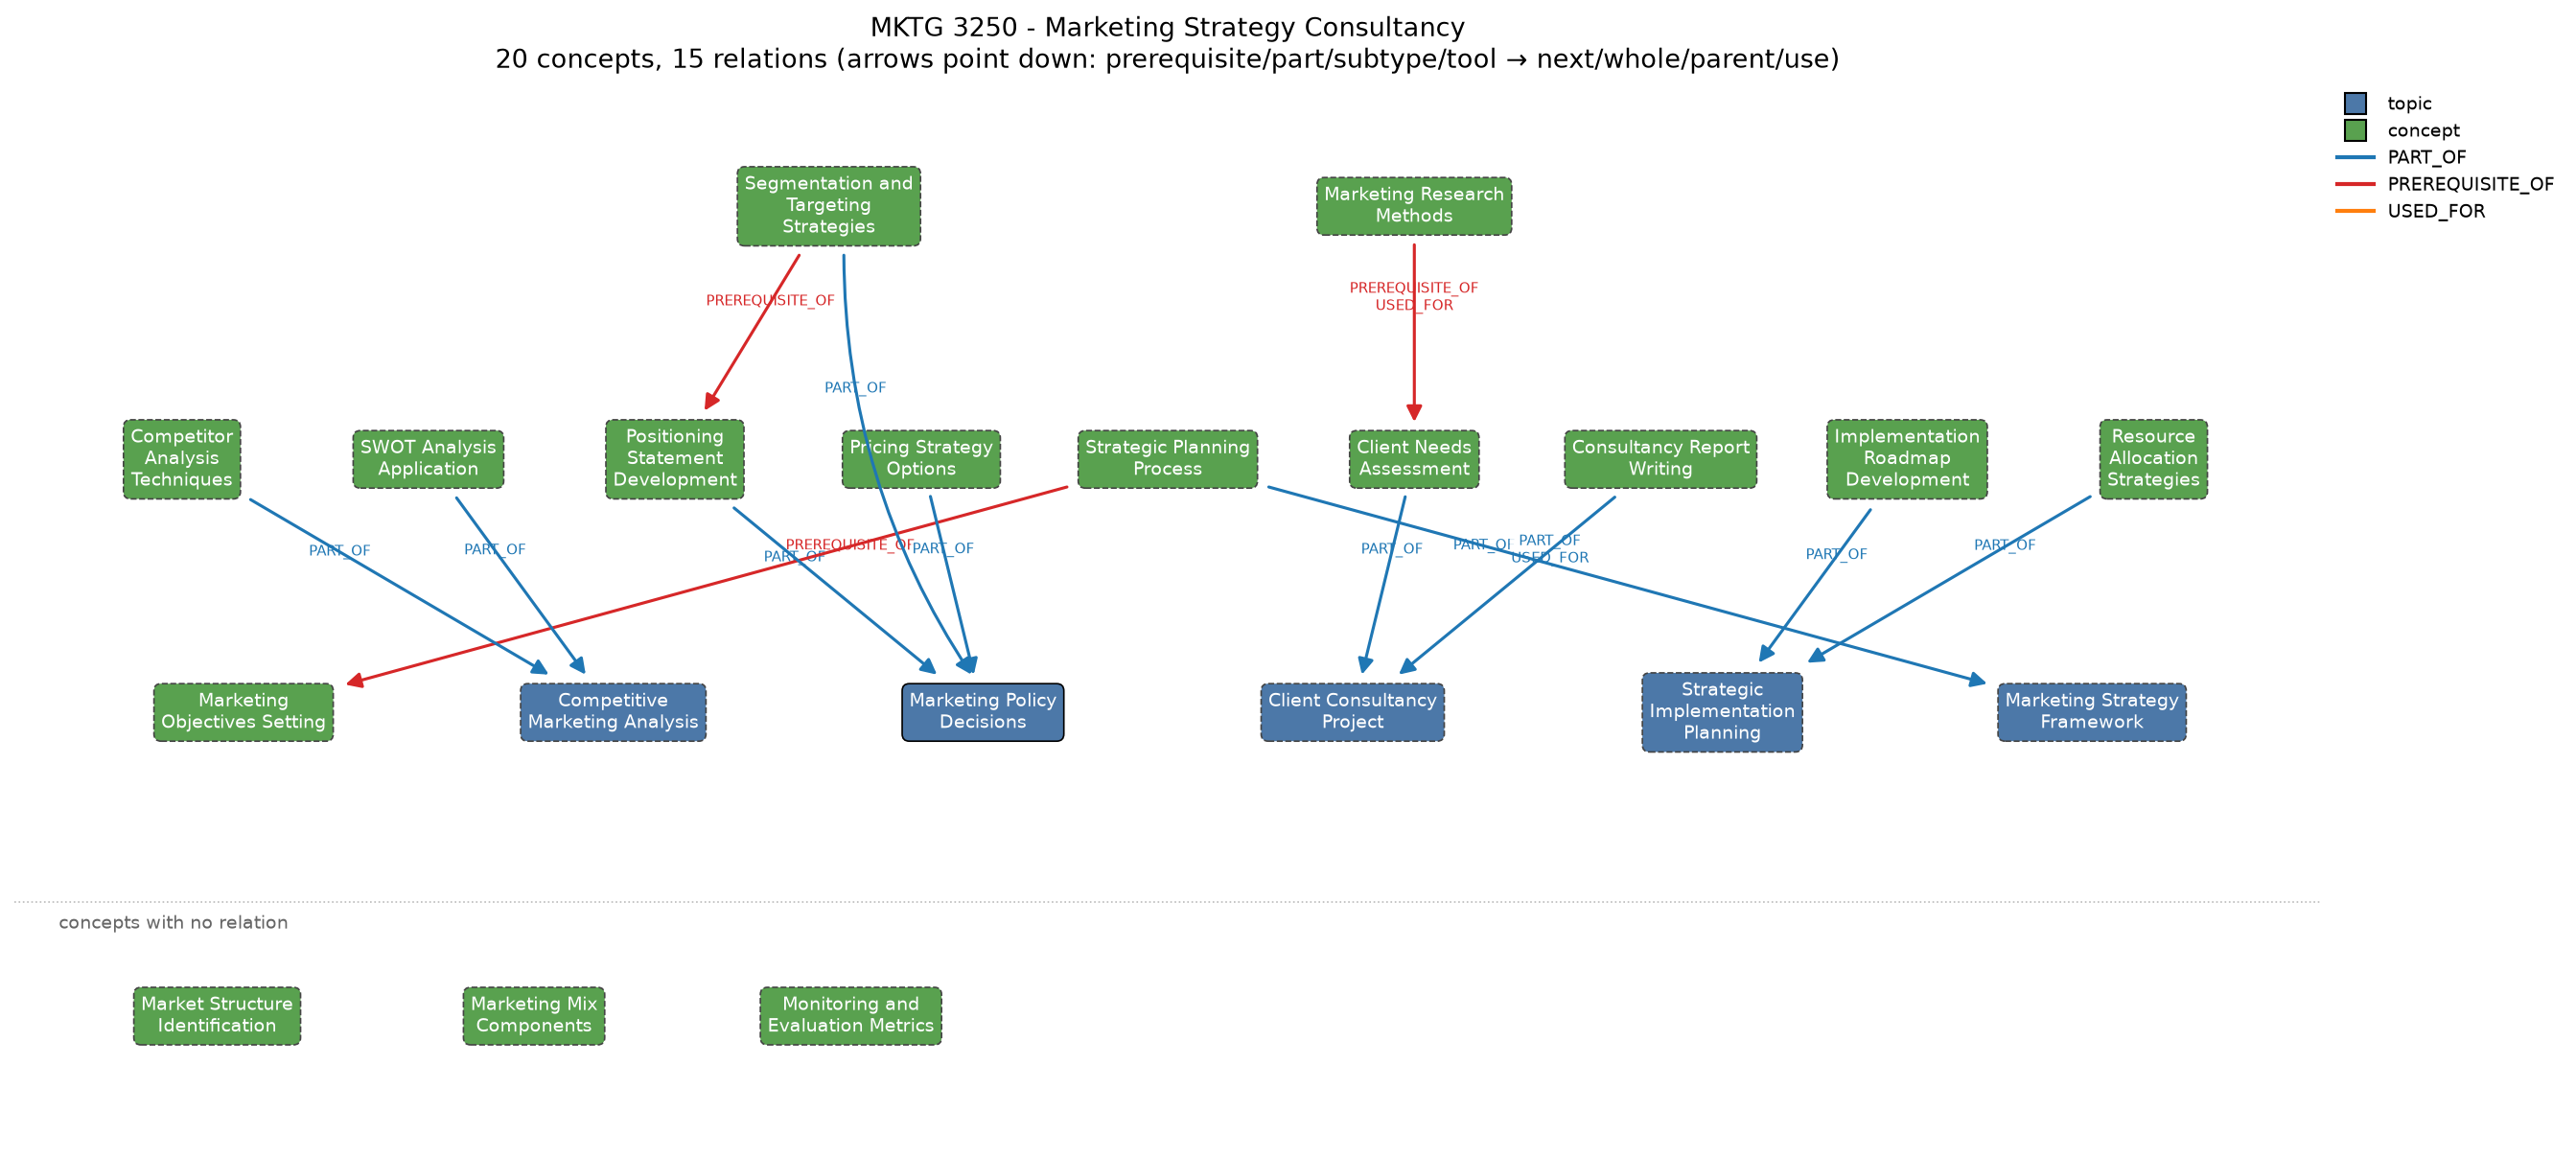 MKTG 3250 - Marketing Strategy Consultancy
20 concepts, 15 relations (arrows point down: prerequisite/part/subtype/tool → next/whole/parent/use)
topic
concept
PART_OF
PREREQUISITE_OF
USED_FOR
Segmentation and
Targeting
Strategies
Marketing Research
Methods
PREREQUISITE_OF
PREREQUISITE_OF
USED_FOR
PART_OF
Competitor
Analysis
Techniques
SWOT Analysis
Application
Positioning
Statement
Development
Pricing Strategy
Options
Strategic Planning
Process
Client Needs
Assessment
Consultancy Report
Writing
Implementation
Roadmap
Development
Resource
Allocation
Strategies
PART_OF
PART_OF
PART_OF
PREREQUISITE_OF
PART_OF
PART_OF
PART_OF
PART_OF
USED_FOR
PART_OF
PART_OF
Marketing
Objectives Setting
Competitive
Marketing Analysis
Marketing Policy
Decisions
Client Consultancy
Project
Strategic
Implementation
Planning
Marketing Strategy
Framework
concepts with no relation
Market Structure
Identification
Marketing Mix
Components
Monitoring and
Evaluation Metrics